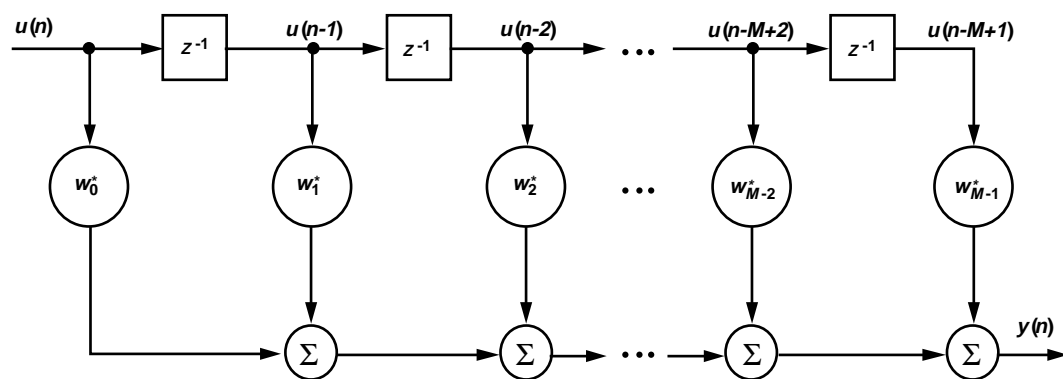 u(n) z⁻¹ u(n-1) z⁻¹ u(n-2) ••• u(n-M+2) z⁻¹ u(n-M+1)
w₀* w₁* w₂* ••• w*M-2 w*M-1
Σ Σ ••• Σ Σ y(n)